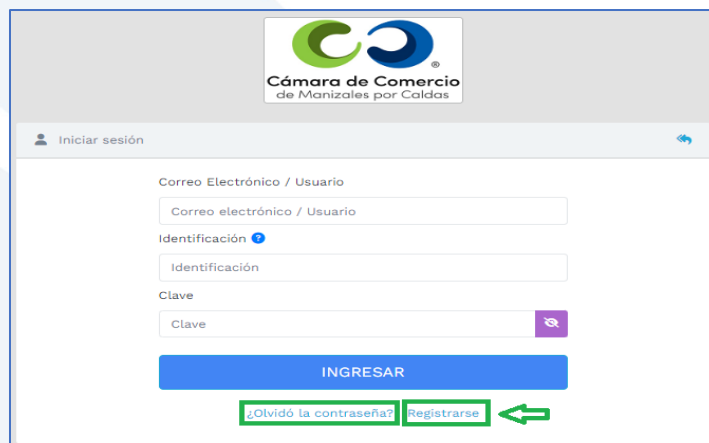 ®
Cámara de Comercio
de Manizales por Caldas
Iniciar sesión
Correo Electrónico / Usuario
Correo electrónico / Usuario
Identificación ?
Identificación
Clave
Clave
INGRESAR
¿Olvidó la contraseña? Registrarse